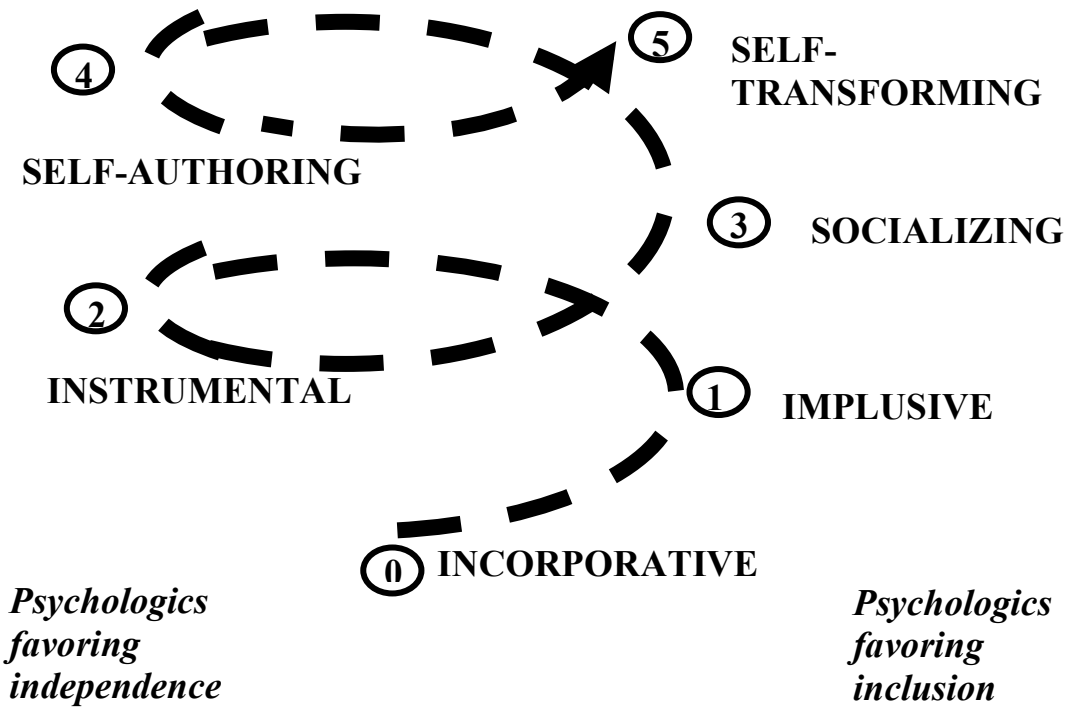 5
SELF-
TRANSFORMING
4
SELF-AUTHORING
3
SOCIALIZING
2
INSTRUMENTAL
1
IMPLUSIVE
0
INCORPORATIVE
Psychologics
favoring
independence
Psychologics
favoring
inclusion